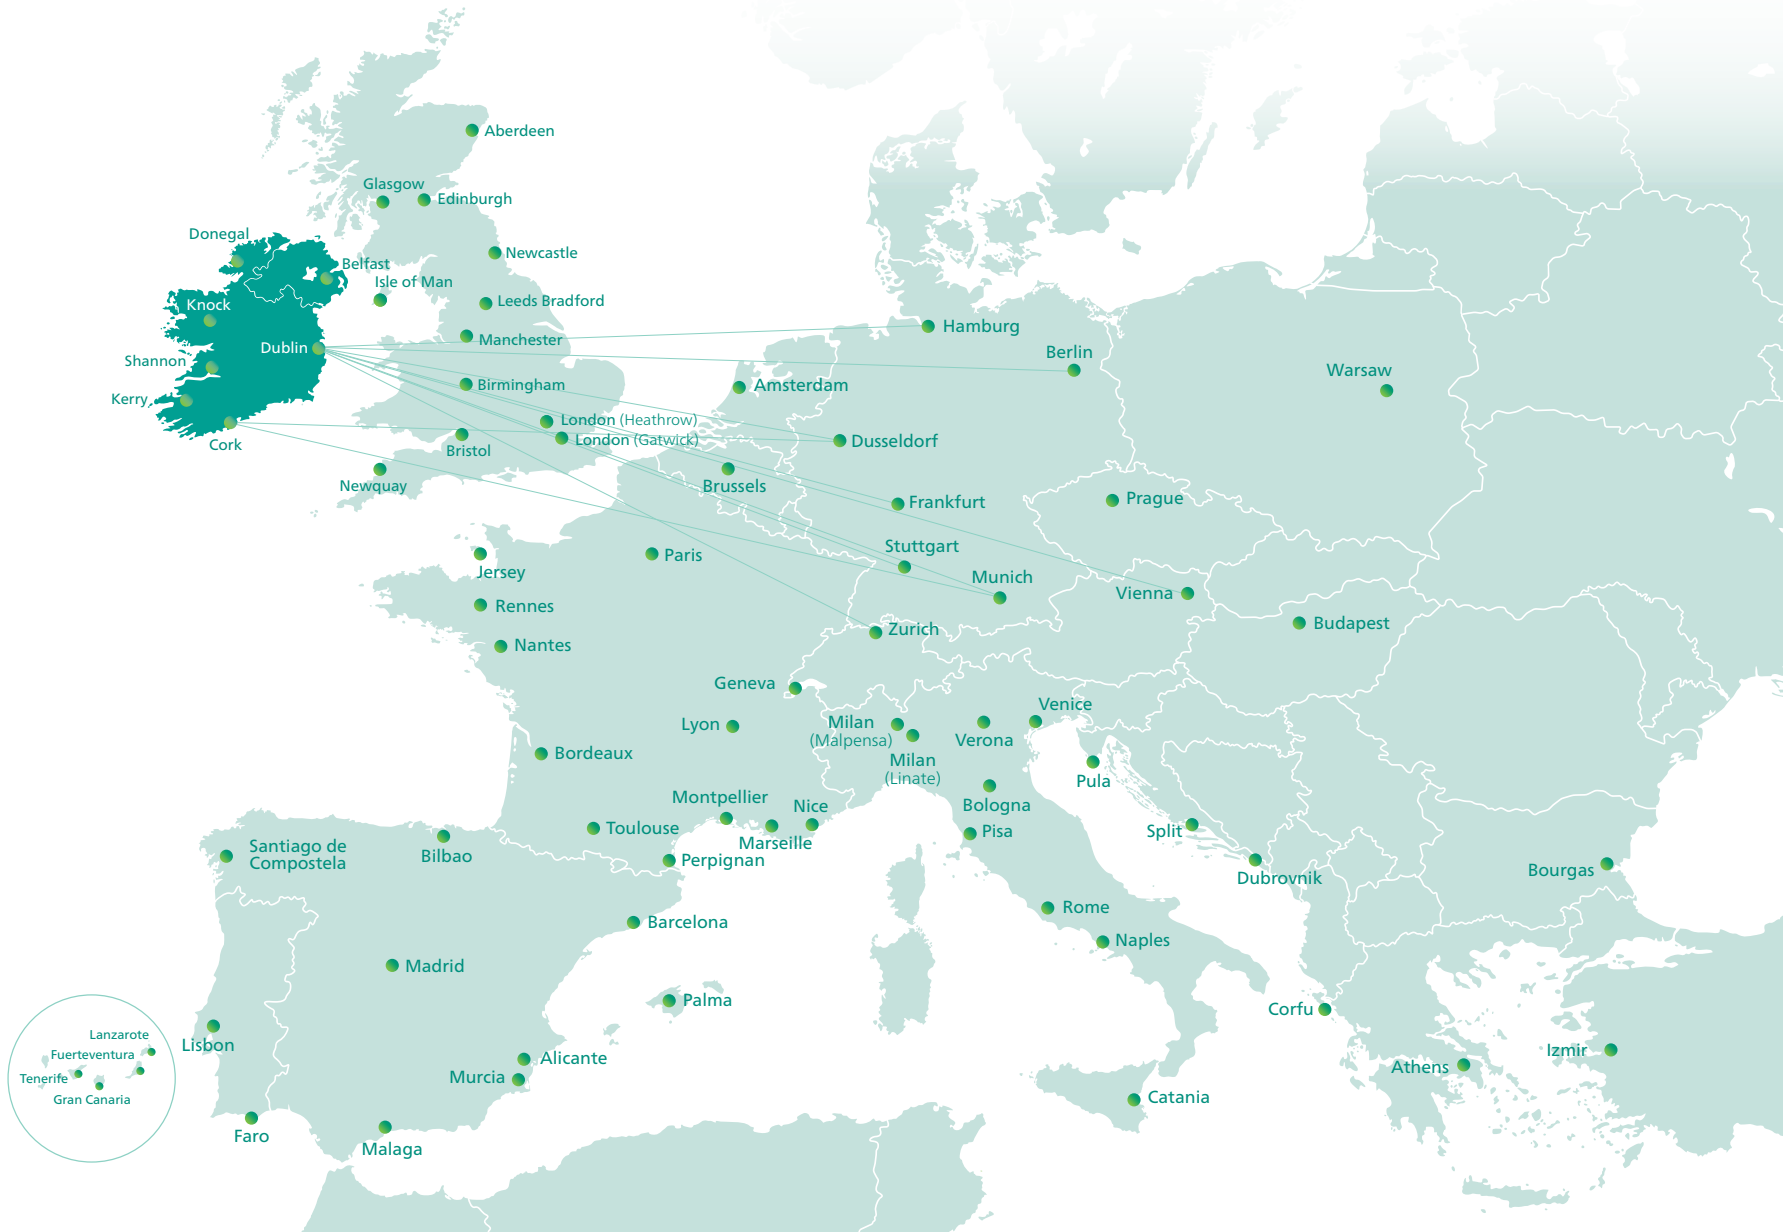 Aberdeen
Glasgow
Edinburgh
Donegal
Newcastle
Belfast
Isle of Man
Leeds Bradford
Knock
Hamburg
Manchester
Dublin
Berlin
Shannon
Warsaw
Birmingham
Amsterdam
Kerry
London (Heathrow)
London (Gatwick)
Dusseldorf
Cork
Bristol
Newquay
Brussels
Prague
Frankfurt
Stuttgart
Paris
Jersey
Munich
Vienna
Rennes
Budapest
Zurich
Nantes
Geneva
Venice
Lyon
Milan
(Malpensa)
Verona
Bordeaux
Milan
(Linate)
Pula
Montpellier
Nice
Bologna
Toulouse
Pisa
Split
Marseille
Santiago de
Compostela
Bilbao
Perpignan
Bourgas
Dubrovnik
Rome
Barcelona
Naples
Madrid
Palma
Corfu
Lanzarote
Lisbon
Fuerteventura
Izmir
Alicante
Athens
Tenerife
Murcia
Gran Canaria
Catania
Faro
Malaga